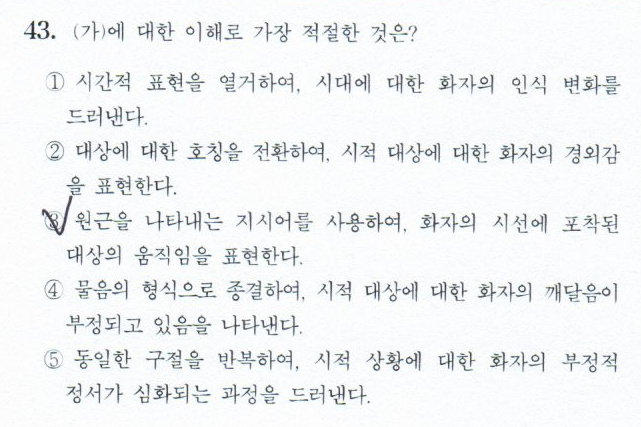 43. (가)에 대한 이해로 가장 적절한 것은?
① 시간적 표현을 열거하여, 시대에 대한 화자의 인식 변화를
드러낸다.
② 대상에 대한 호칭을 전환하여, 시적 대상에 대한 화자의 경외감
을 표현한다.
③ 원근을 나타내는 지시어를 사용하여, 화자의 시선에 포착된
대상의 움직임을 표현한다.
④ 물음의 형식으로 종결하여, 시적 대상에 대한 화자의 깨달음이
부정되고 있음을 나타낸다.
⑤ 동일한 구절을 반복하여, 시적 상황에 대한 화자의 부정적
정서가 심화되는 과정을 드러낸다.